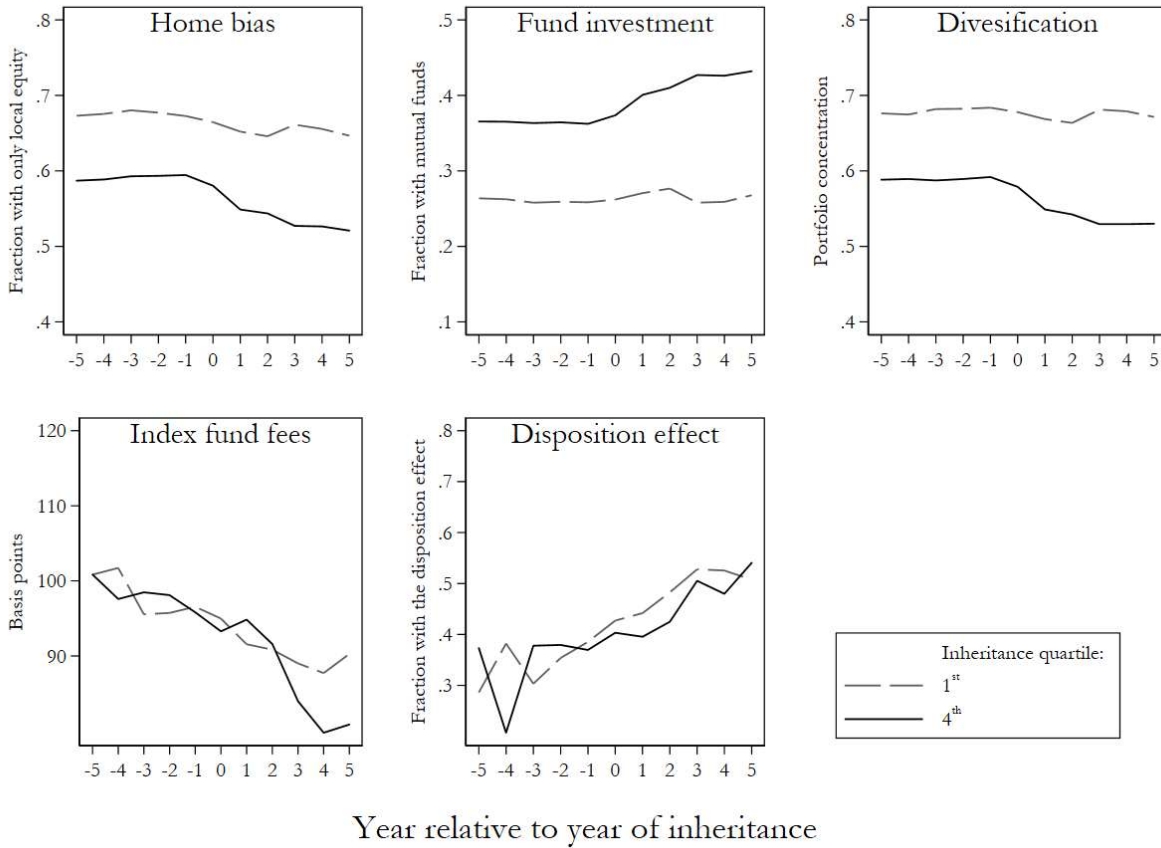 Home bias
Fraction with only local equity
.8
.7
.6
.5
.4
-5 -4 -3 -2 -1 0 1 2 3 4 5
Fund investment
Fraction with mutual funds
.5
.4
.3
.2
.1
-5 -4 -3 -2 -1 0 1 2 3 4 5
Divesification
Portfolio concentration
.8
.7
.6
.5
.4
-5 -4 -3 -2 -1 0 1 2 3 4 5
Index fund fees
Basis points
120
110
100
90
-5 -4 -3 -2 -1 0 1 2 3 4 5
Disposition effect
Fraction with the disposition effect
.8
.7
.6
.5
.4
.3
-5 -4 -3 -2 -1 0 1 2 3 4 5
Inheritance quartile:
1st
4th
Year relative to year of inheritance